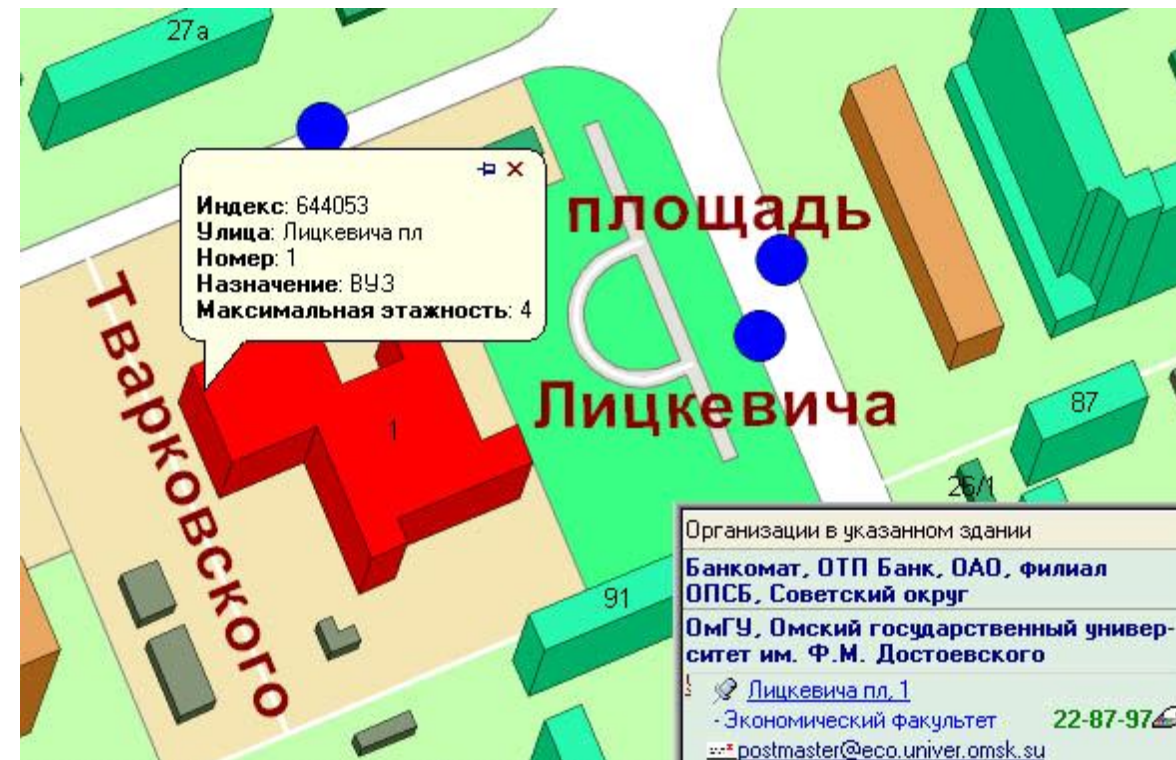 27а
Индекс: 644053
Улица: Лицкевича пл
Номер: 1
Назначение: ВУЗ
Максимальная этажность: 4
площадь
Лицкевича
Тварковского
1
87
26/1
91
Организации в указанном здании
Банкомат, ОТП Банк, ОАО, филиал
ОПСБ, Советский округ
ОмГУ, Омский государственный универ-
ситет им. Ф.М. Достоевского
Лицкевича пл, 1
- Экономический факультет 22-87-97
postmaster@eco.univer.omsk.su